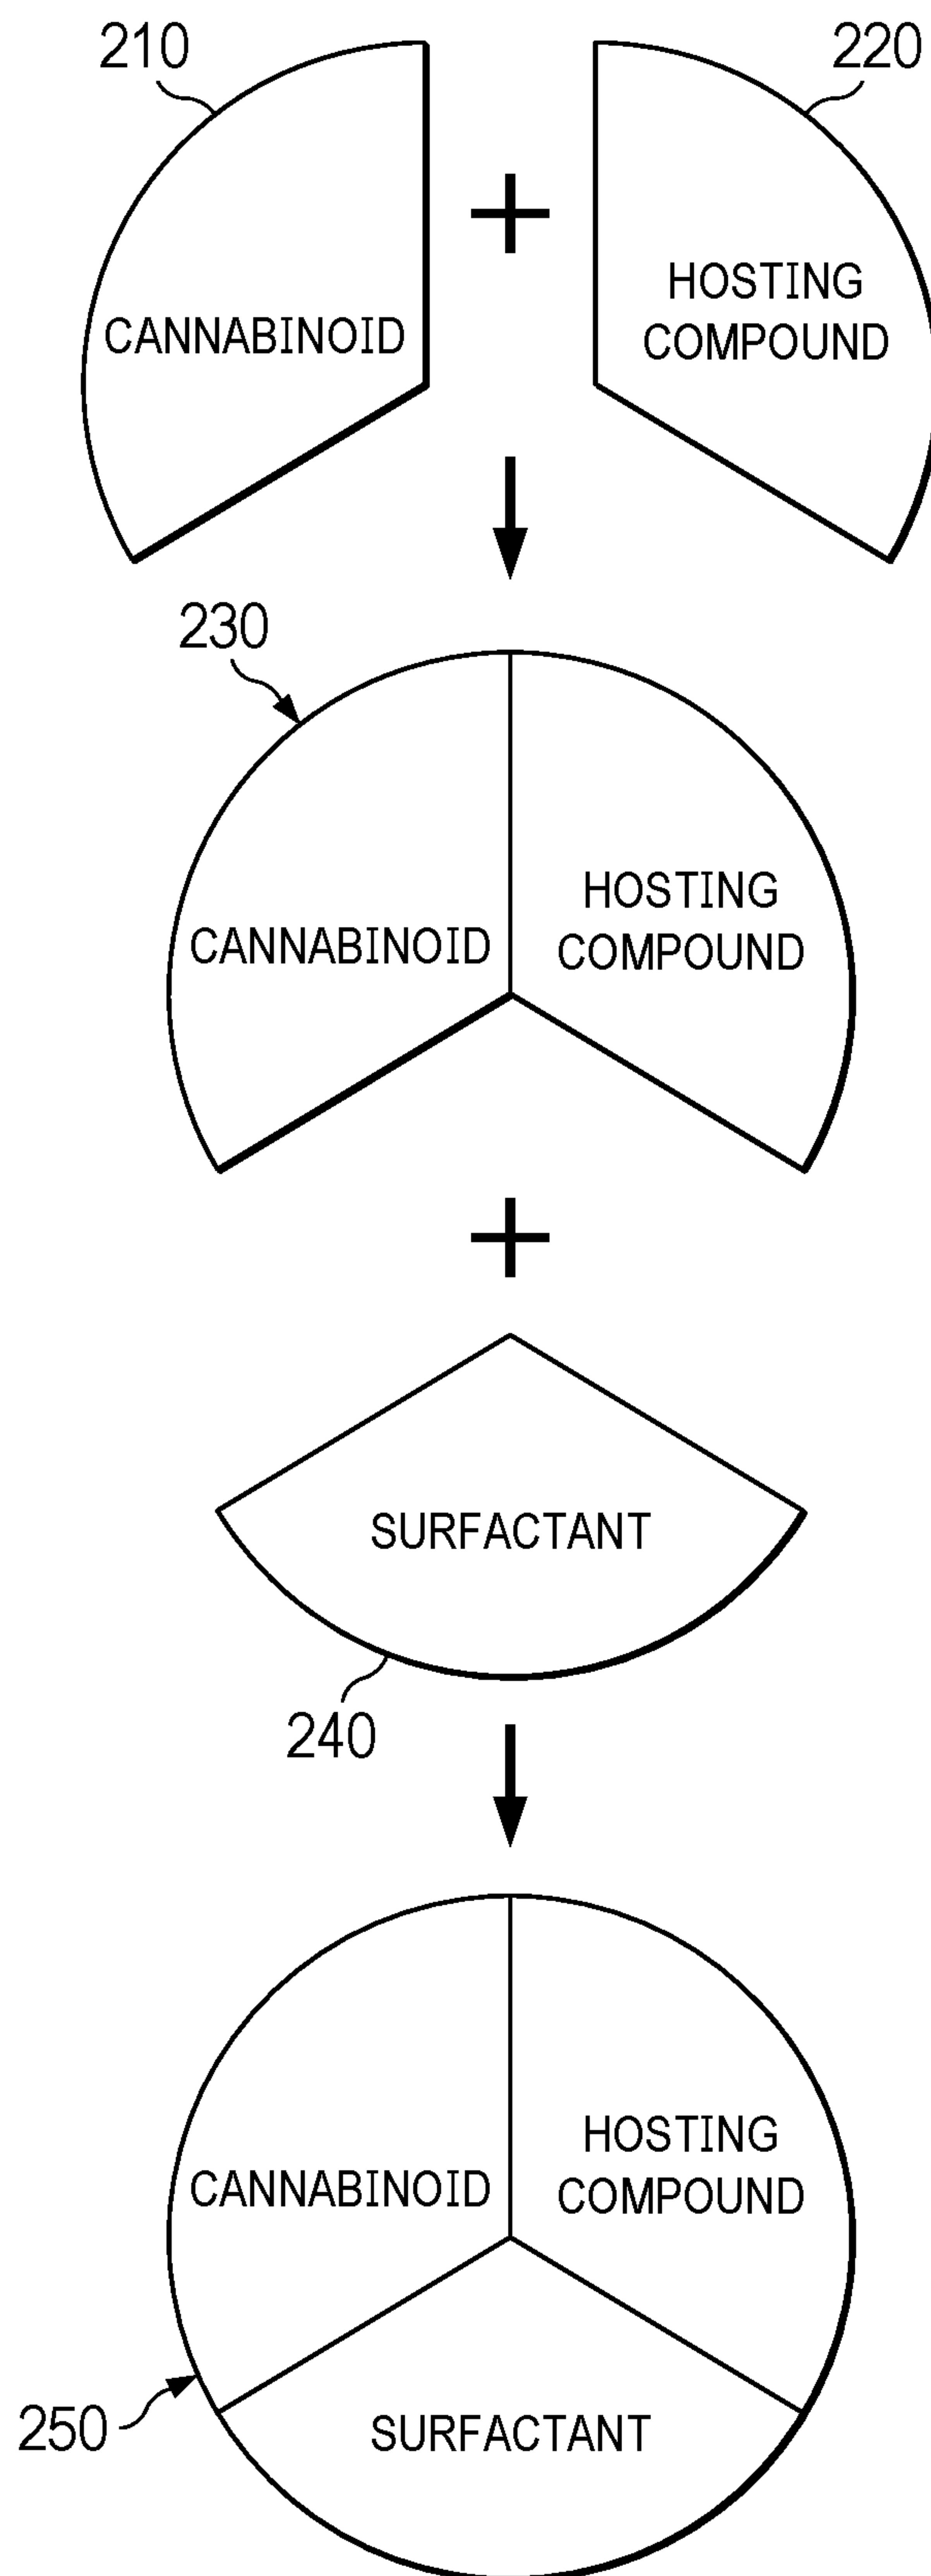 210
220
CANNABINOID
HOSTING
COMPOUND
230
CANNABINOID
HOSTING
COMPOUND
SURFACTANT
240
CANNABINOID
HOSTING
COMPOUND
250
SURFACTANT